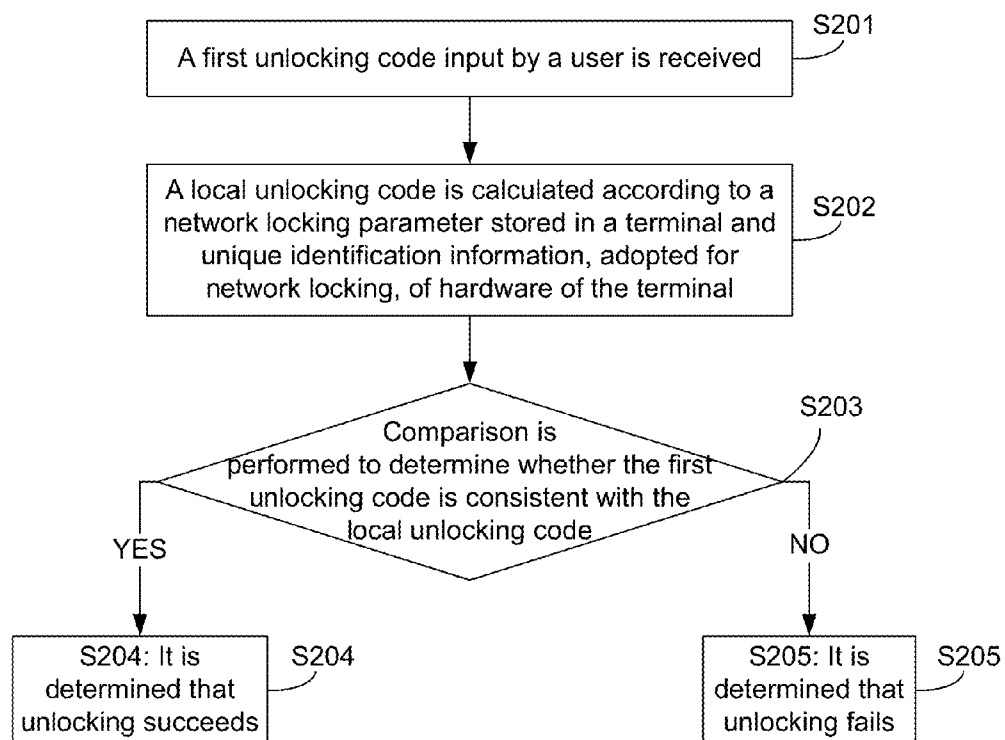 S201
A first unlocking code input by a user is received
A local unlocking code is calculated according to a
network locking parameter stored in a terminal and
unique identification information, adopted for
network locking, of hardware of the terminal
S202
S203
Comparison is
performed to determine whether the first
unlocking code is consistent with the
local unlocking code
YES
NO
S204: It is
determined that
unlocking succeeds
S204
S205: It is
determined that
unlocking fails
S205